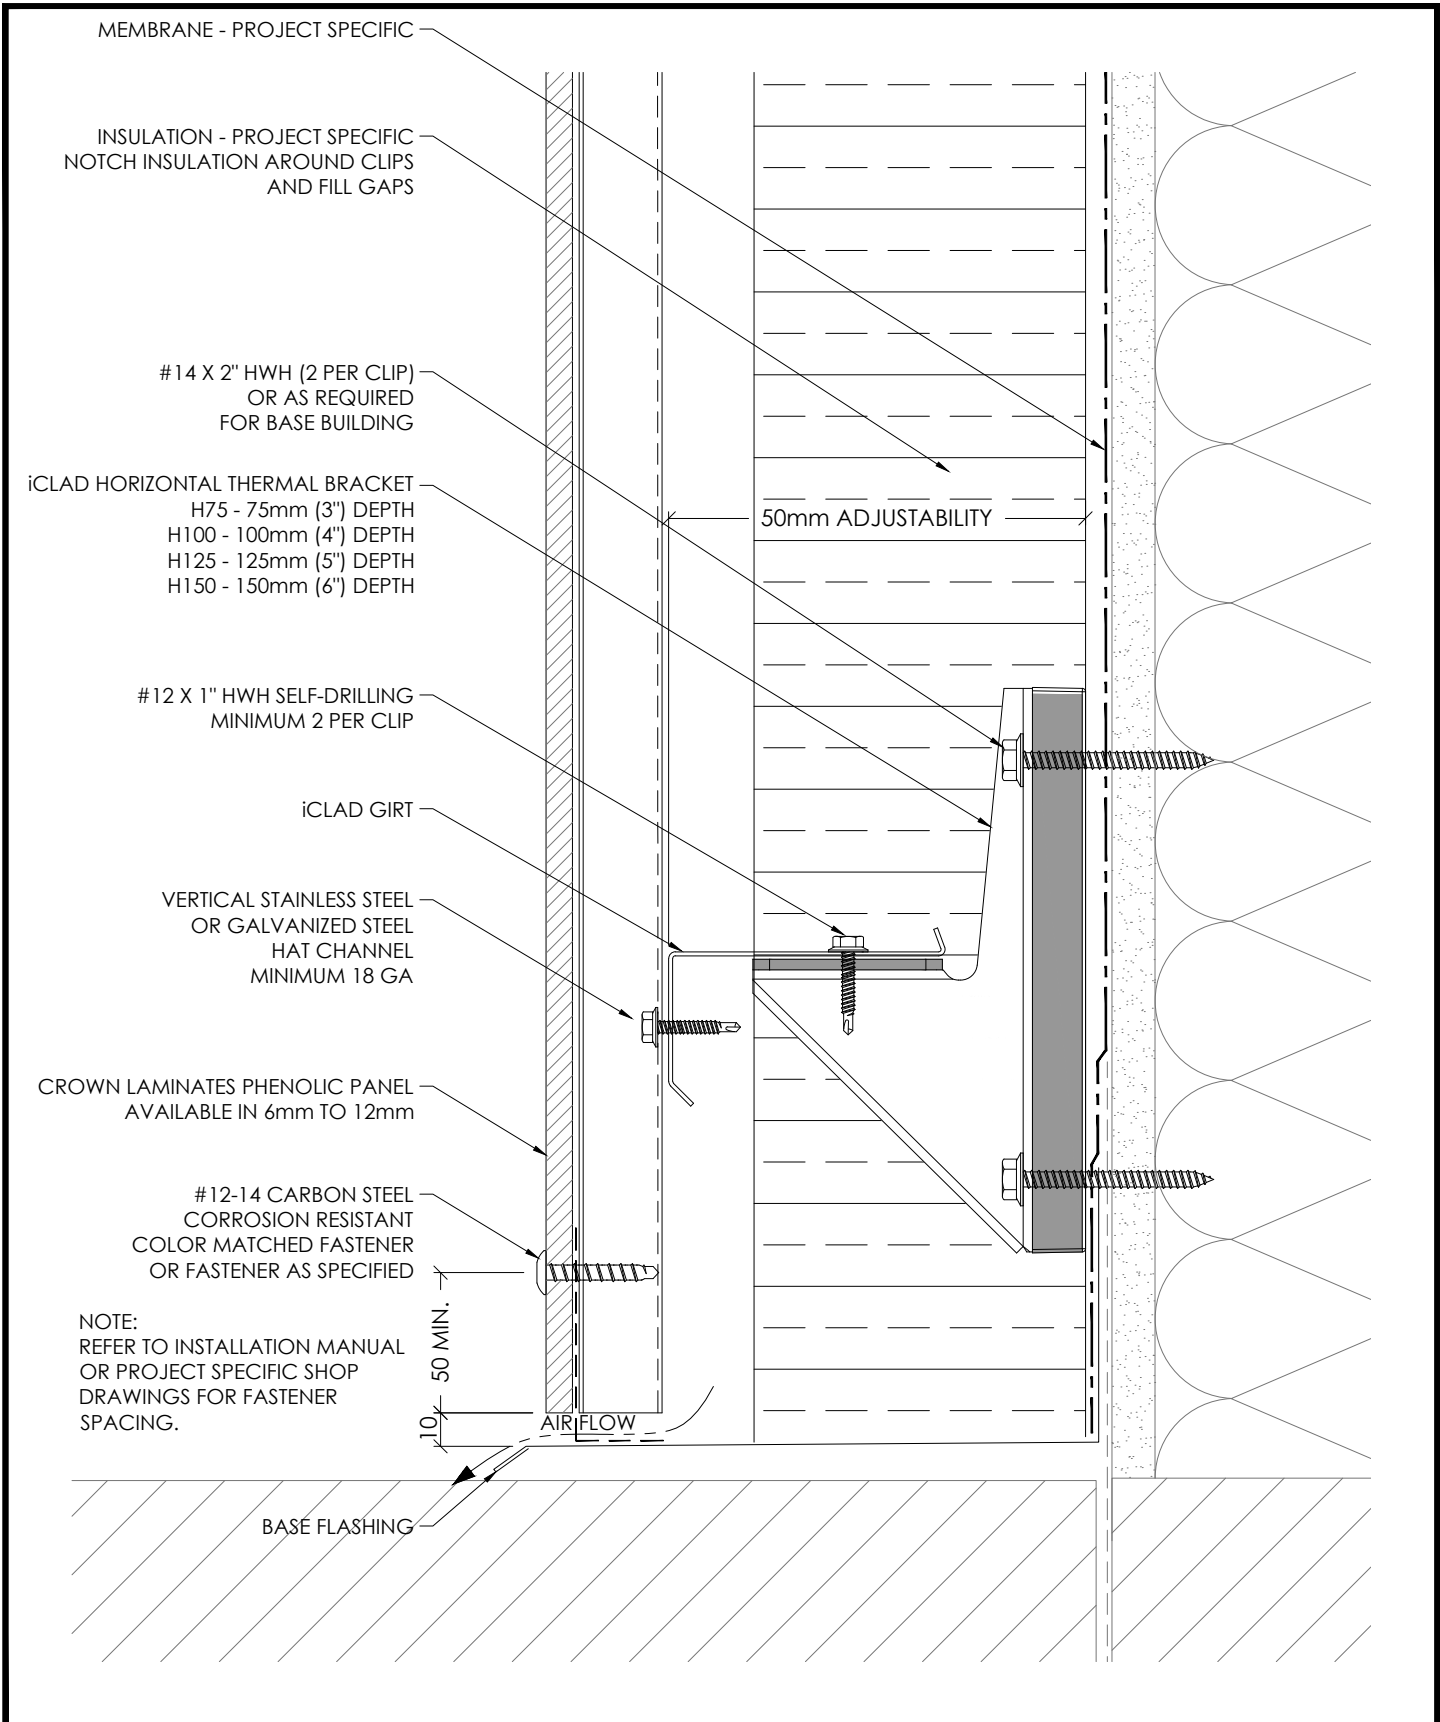 MEMBRANE - PROJECT SPECIFIC
INSULATION - PROJECT SPECIFIC
NOTCH INSULATION AROUND CLIPS
AND FILL GAPS
#14 X 2" HWH (2 PER CLIP)
OR AS REQUIRED
FOR BASE BUILDING
iCLAD HORIZONTAL THERMAL BRACKET
H75 - 75mm (3") DEPTH
H100 - 100mm (4") DEPTH
H125 - 125mm (5") DEPTH
H150 - 150mm (6") DEPTH
50mm ADJUSTABILITY
#12 X 1" HWH SELF-DRILLING
MINIMUM 2 PER CLIP
iCLAD GIRT
VERTICAL STAINLESS STEEL
OR GALVANIZED STEEL
HAT CHANNEL
MINIMUM 18 GA
CROWN LAMINATES PHENOLIC PANEL
AVAILABLE IN 6mm TO 12mm
#12-14 CARBON STEEL
CORROSION RESISTANT
COLOR MATCHED FASTENER
OR FASTENER AS SPECIFIED
NOTE:
REFER TO INSTALLATION MANUAL
OR PROJECT SPECIFIC SHOP
DRAWINGS FOR FASTENER
SPACING.
50 MIN.
10
AIR FLOW
BASE FLASHING